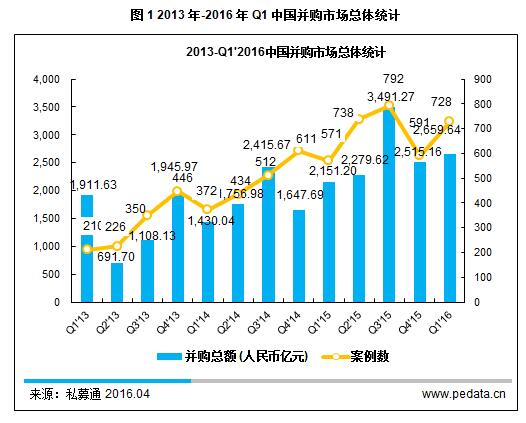 图 1 2013 年-2016 年 Q1 中国并购市场总体统计
2013-Q1'2016中国并购市场总体统计
4,000
3,500
3,000
2,500
2,000
1,500
1,000
500
0
900
800
700
600
500
400
300
200
100
0
1,911.63
691.70
1,108.13
1,945.97
1,430.04
1,756.98
2,415.67
1,647.69
2,151.20
2,279.62
3,491.27
2,515.16
2,659.64
210
226
350
446
372
434
512
611
571
738
792
591
728
Q1'13
Q2'13
Q3'13
Q4'13
Q1'14
Q2'14
Q3'14
Q4'14
Q1'15
Q2'15
Q3'15
Q4'15
Q1'16
并购总额 (人民币亿元)
案例数
来源：私募通 2016.04
www.pedata.cn